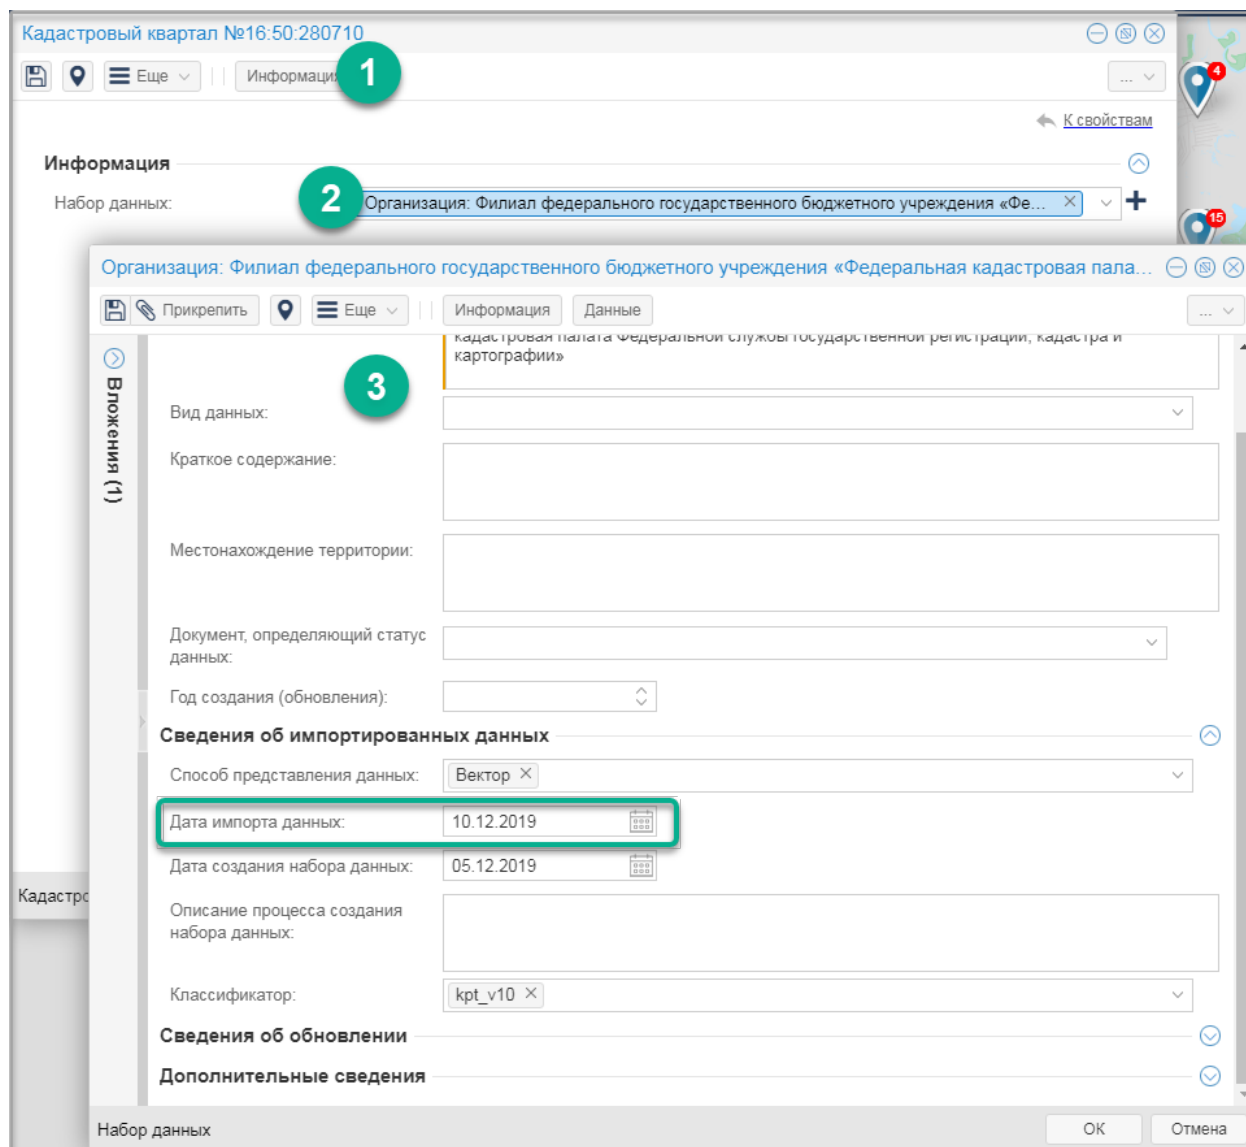 Кадастровый квартал №16:50:280710
Еще
Информация
1
...
4
К свойствам
Информация
2
Набор данных:
Организация: Филиал федерального государственного бюджетного учреждения «Фе...
15
Организация: Филиал федерального государственного бюджетного учреждения «Федеральная кадастровая пала...
Прикрепить
Еще
Информация
Данные
...
кадастровая палата Федеральной службы государственной регистрации, кадастра и
картографии»
Вложения (1)
3
Вид данных:
Краткое содержание:
Местонахождение территории:
Документ, определяющий статус
данных:
Год создания (обновления):
Сведения об импортированных данных
Способ представления данных:
Вектор
Дата импорта данных:
10.12.2019
Дата создания набора данных:
05.12.2019
Кадастро
Описание процесса создания
набора данных:
Классификатор:
kpt_v10
Сведения об обновлении
Дополнительные сведения
Набор данных
ОК
Отмена